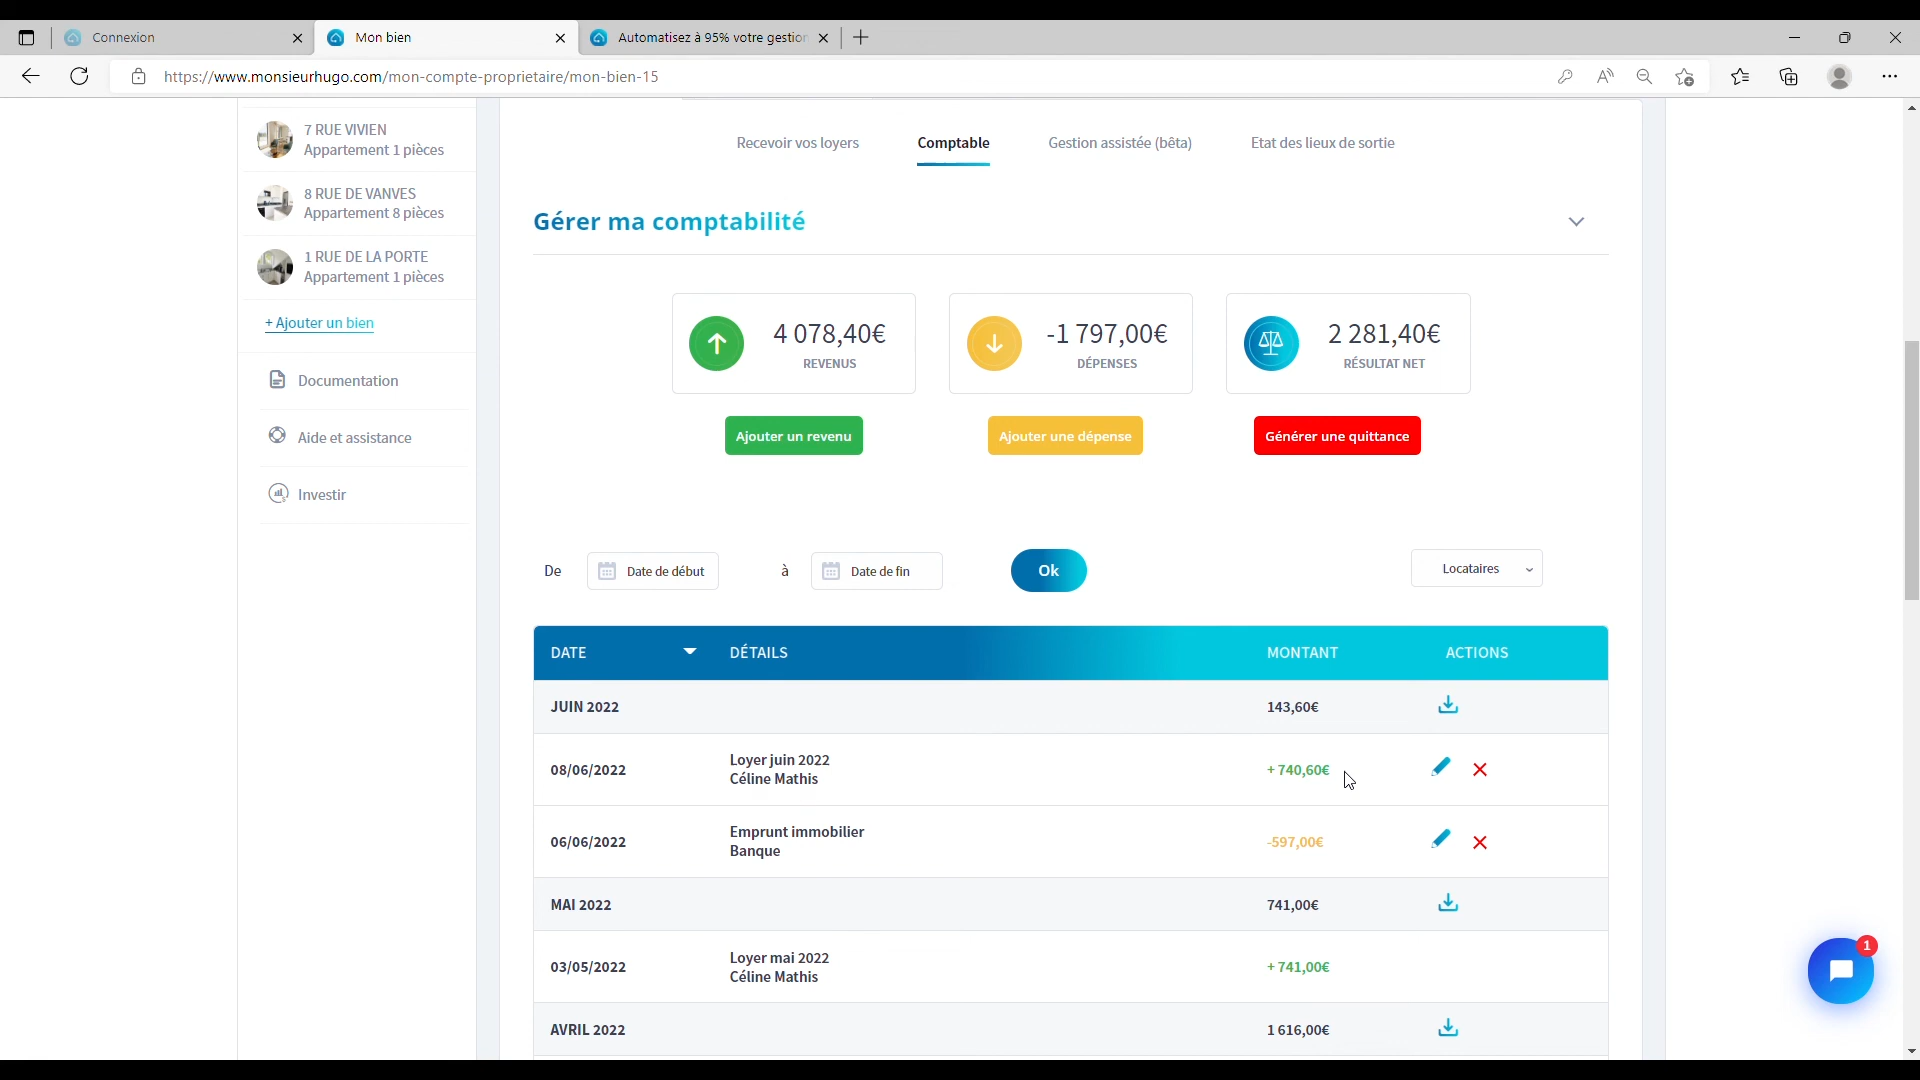 Connexion
Mon bien
Automatisez à 95% votre gestion
https://www.monsieurhugo.com/mon-compte-proprietaire/mon-bien-15
7 RUE VIVIEN
Appartement 1 pièces
8 RUE DE VANVES
Appartement 8 pièces
1 RUE DE LA PORTE
Appartement 1 pièces
+ Ajouter un bien
Documentation
Aide et assistance
Investir
Recevoir vos loyers
Comptable
Gestion assistée (bêta)
Etat des lieux de sortie
Gérer ma comptabilité
4 078,40€
REVENUS
-1 797,00€
DÉPENSES
2 281,40€
RÉSULTAT NET
Ajouter un revenu
Ajouter une dépense
Générer une quittance
De
Date de début
à
Date de fin
Ok
Locataires
DATE DÉTAILS MONTANT ACTIONS
JUIN 2022 143,60€
08/06/2022 Loyer juin 2022 +740,60€
Céline Mathis
06/06/2022 Emprunt immobilier -597,00€
Banque
MAI 2022 741,00€
03/05/2022 Loyer mai 2022 +741,00€
Céline Mathis
AVRIL 2022 1 616,00€
1